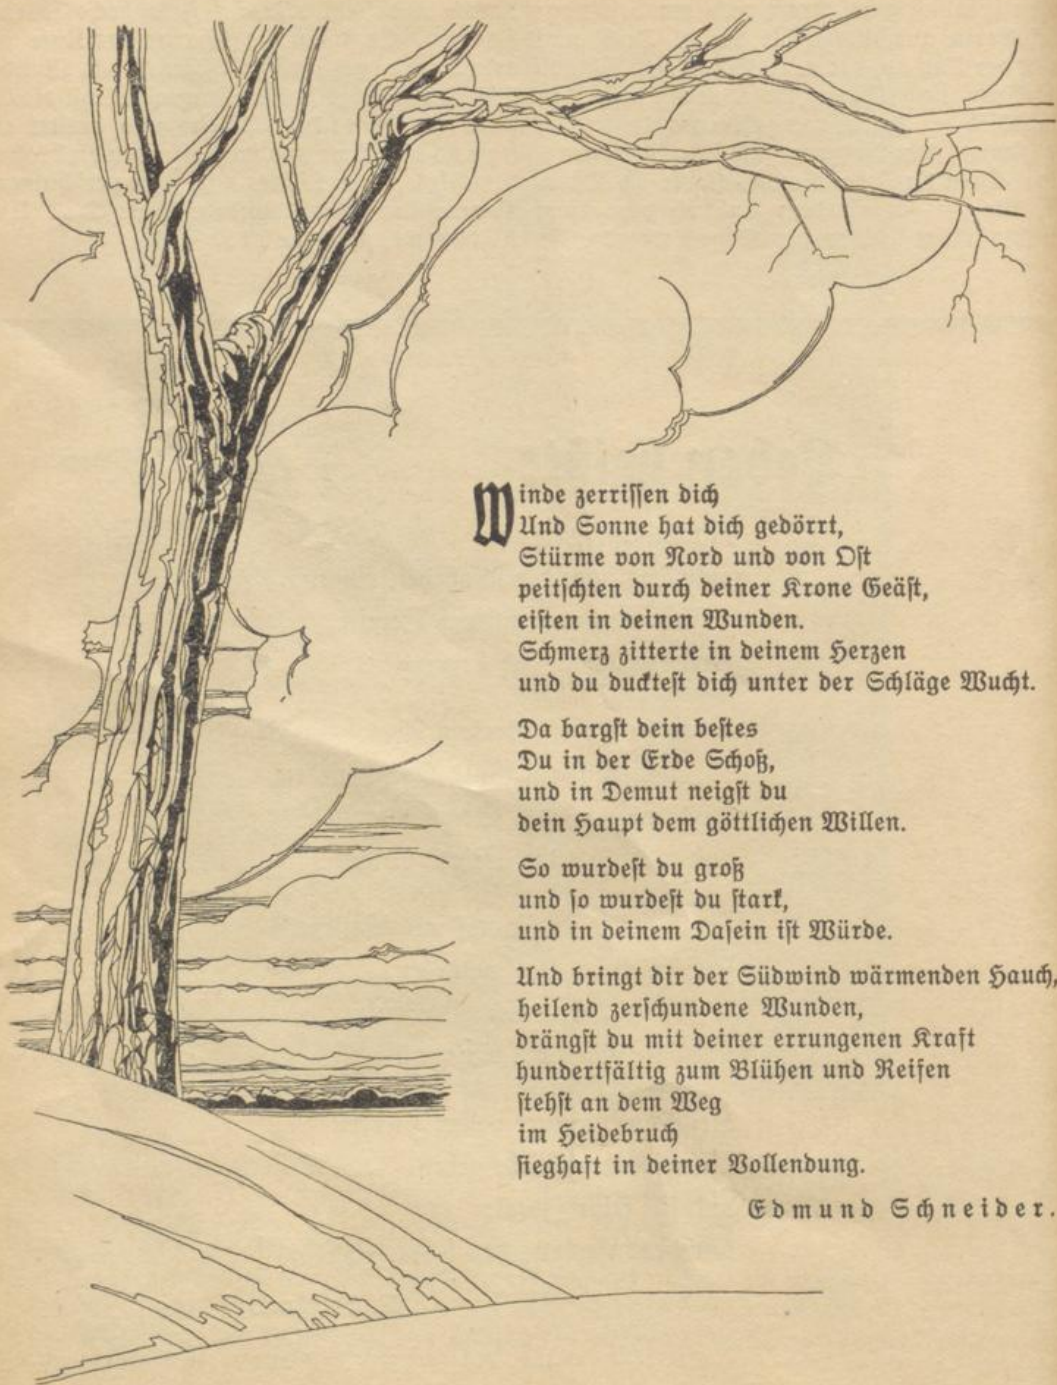 Winde zerrissen dich
Und Sonne hat dich gedörrt,
Stürme von Nord und von Ost
peitschten durch deiner Krone Geäst,
eisten in deinen Wunden.
Schmerz zitterte in deinem Herzen
und du ducktest dich unter der Schläge Wucht.
Da bargst dein bestes
Du in der Erde Schoß,
und in Demut neigst du
dein Haupt dem göttlichen Willen.
So wurdest du groß
und so wurdest du stark,
und in deinem Dasein ist Würde.
Und bringt dir der Südwind wärmenden Hauch,
heilend zerschundene Wunden,
drängst du mit deiner errungenen Kraft
hundertfältig zum Blühen und Reifen
stehst an dem Weg
im Heidebruch
sieghaft in deiner Vollendung.
Edmund Schneider.